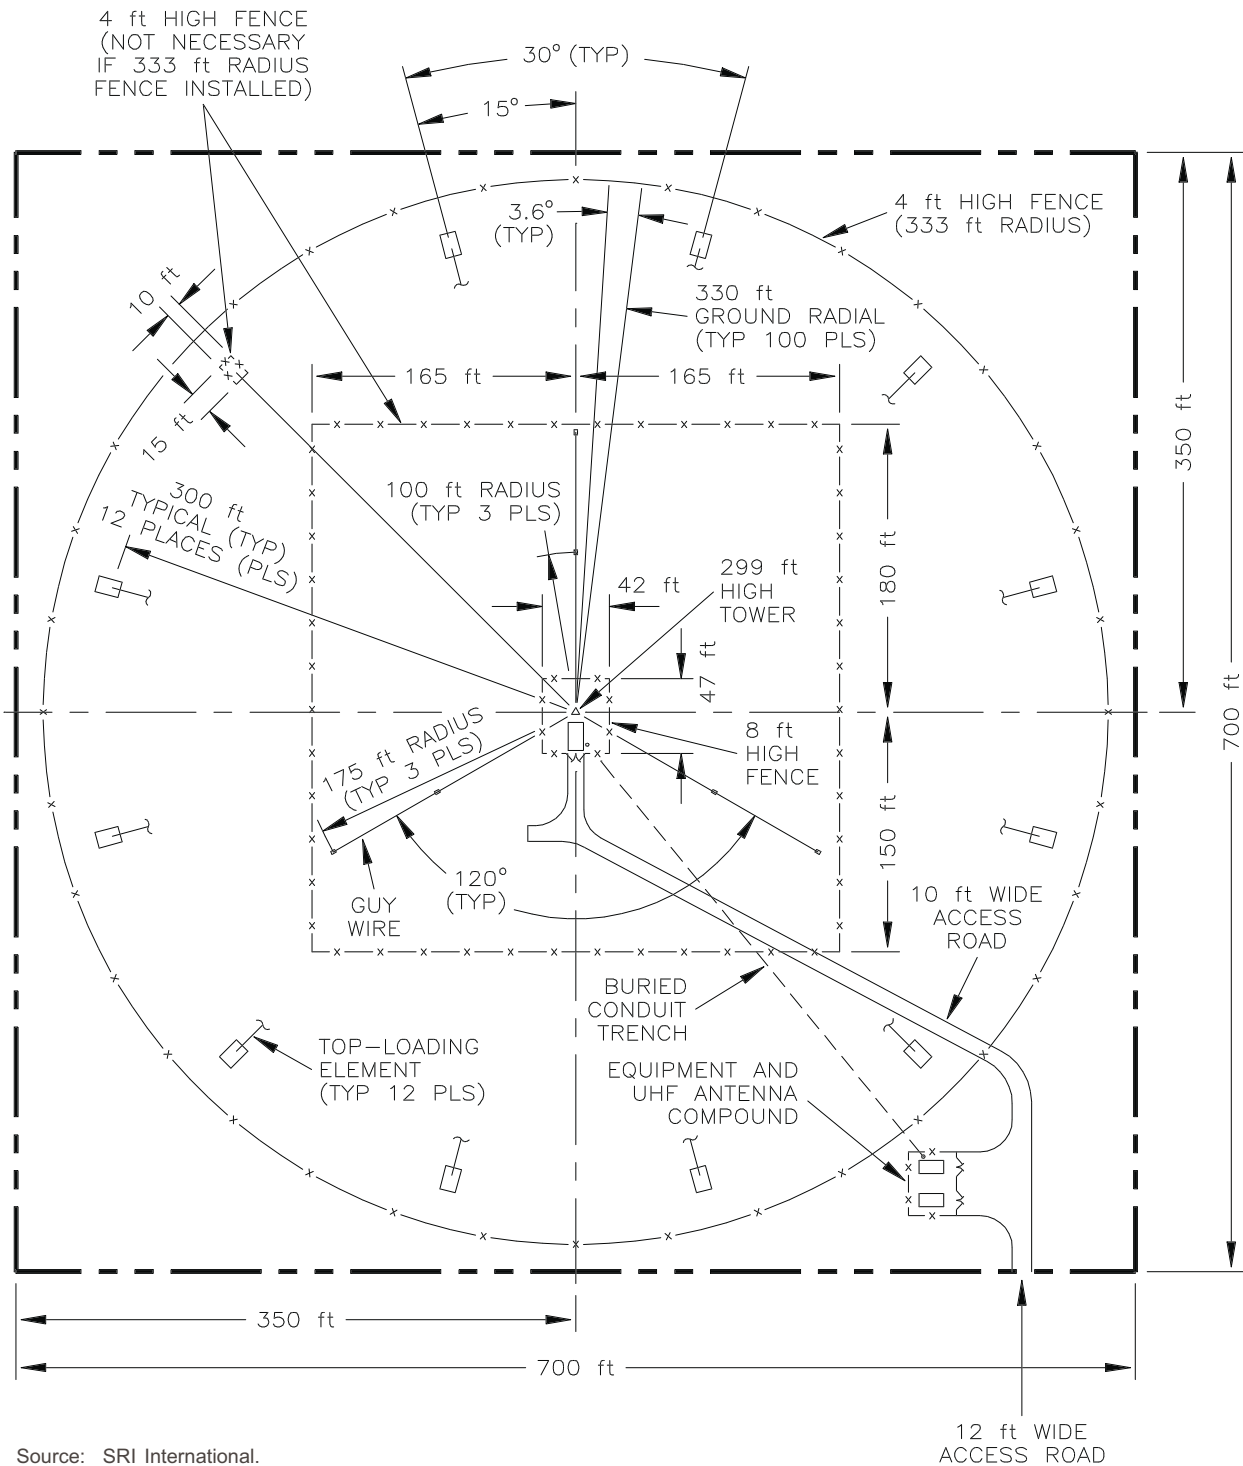 4 ft HIGH FENCE
(NOT NECESSARY
IF 333 ft RADIUS
FENCE INSTALLED)
30° (TYP)
15°
3.6°
(TYP)
4 ft HIGH FENCE
(333 ft RADIUS)
10 ft
330 ft
GROUND RADIAL
(TYP 100 PLS)
165 ft
165 ft
15 ft
350 ft
300 ft
TYPICAL (TYP)
12 PLACES (PLS)
100 ft RADIUS
(TYP 3 PLS)
180 ft
42 ft
299 ft
HIGH
TOWER
47 ft
700 ft
175 ft RADIUS
(TYP 3 PLS)
8 ft
HIGH
FENCE
150 ft
120°
(TYP)
GUY
WIRE
10 ft WIDE
ACCESS
ROAD
BURIED
CONDUIT
TRENCH
TOP-LOADING
ELEMENT
(TYP 12 PLS)
EQUIPMENT AND
UHF ANTENNA
COMPOUND
350 ft
700 ft
12 ft WIDE
ACCESS ROAD
Source: SRI International.